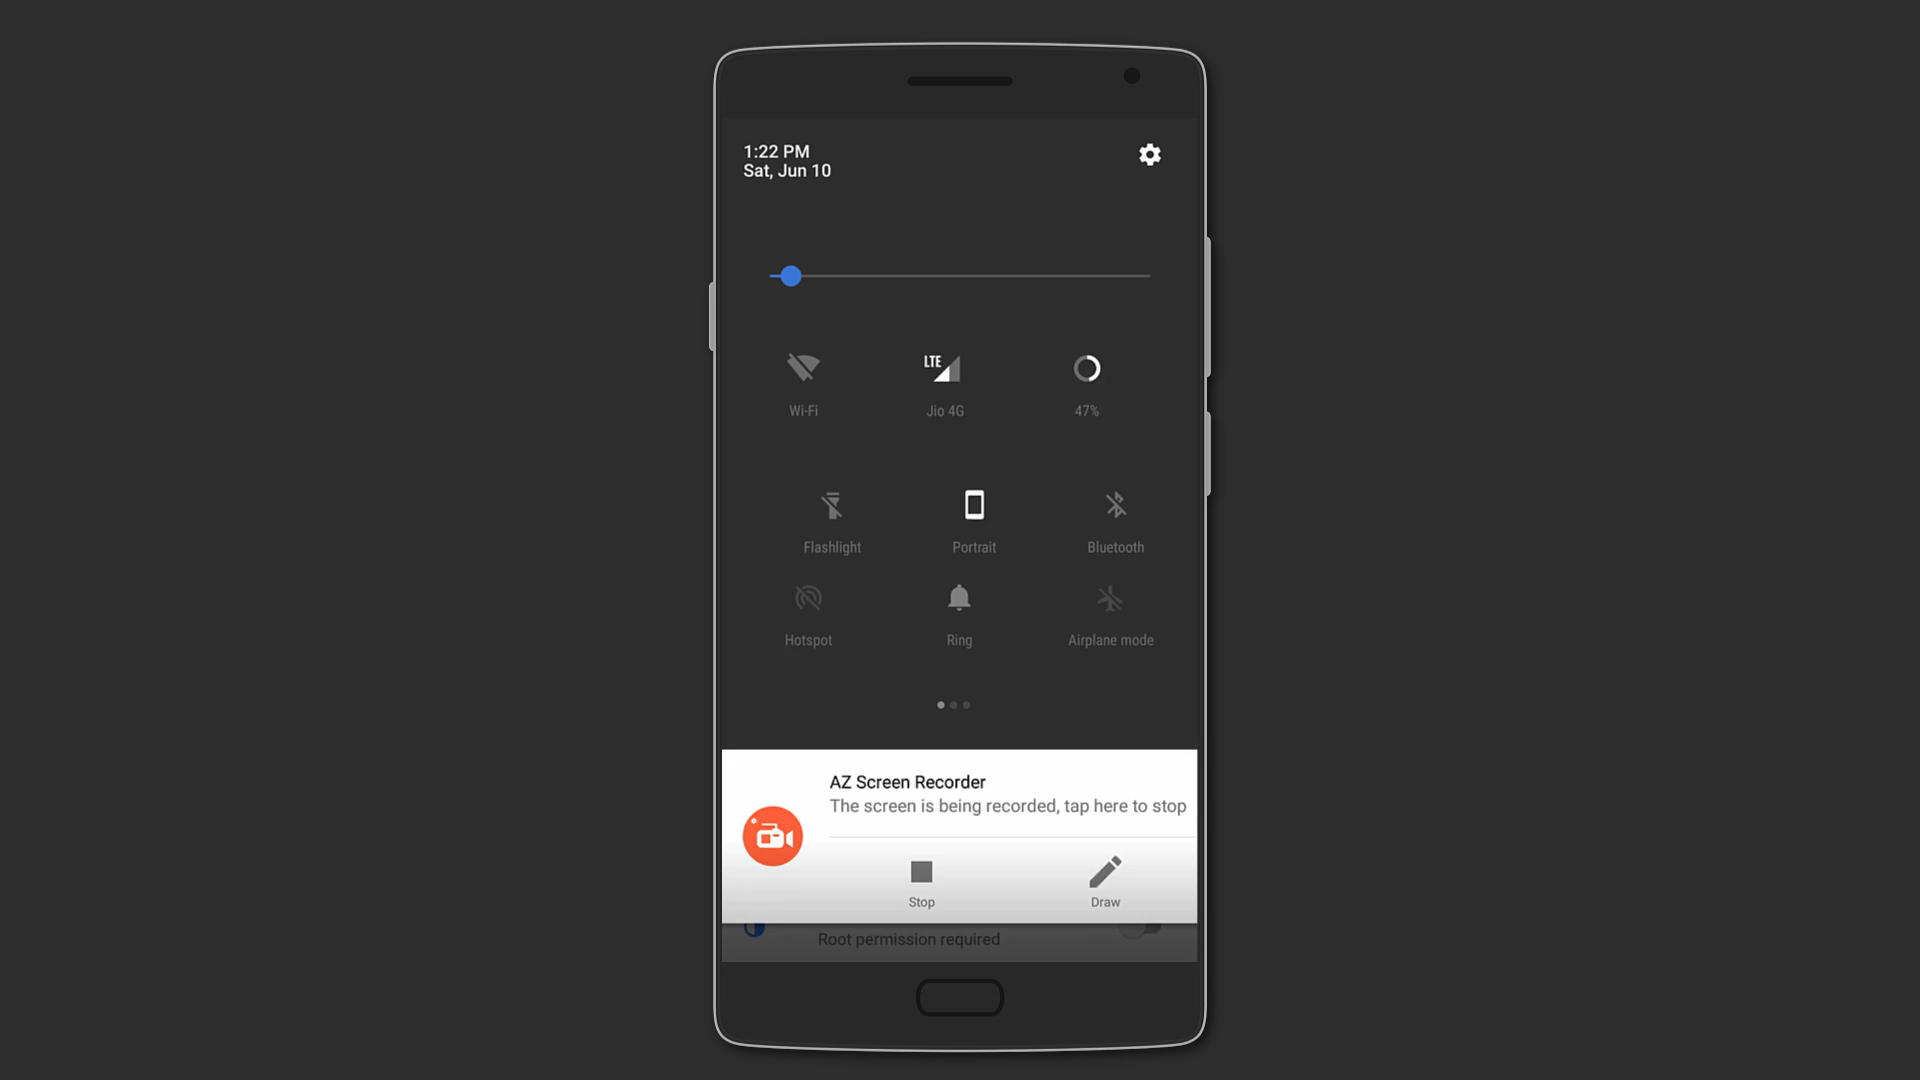 1:22 PM
Sat, Jun 10
LTE
Wi-Fi
Jio 4G
47%
Flashlight
Portrait
Bluetooth
Hotspot
Ring
Airplane mode
AZ Screen Recorder
The screen is being recorded, tap here to stop
Stop
Draw
Root permission required